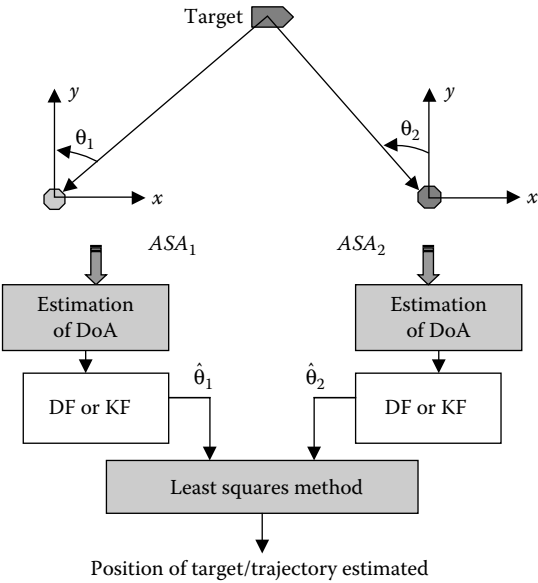 Target
y
y
θ1
θ2
x
x
ASA1
ASA2
Estimation
of DoA
Estimation
of DoA
θ̂1
θ̂2
DF or KF
DF or KF
Least squares method
Position of target/trajectory estimated